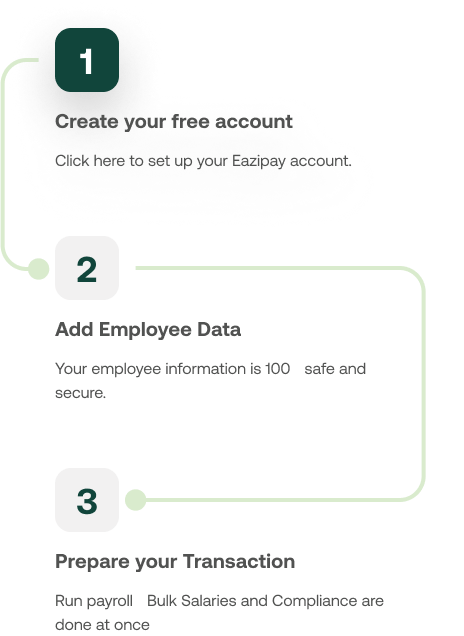 1
Create your free account
Click here to set up your Eazipay account.
2
Add Employee Data
Your employee information is 100 safe and
secure.
3
Prepare your Transaction
Run payroll Bulk Salaries and Compliance are
done at once